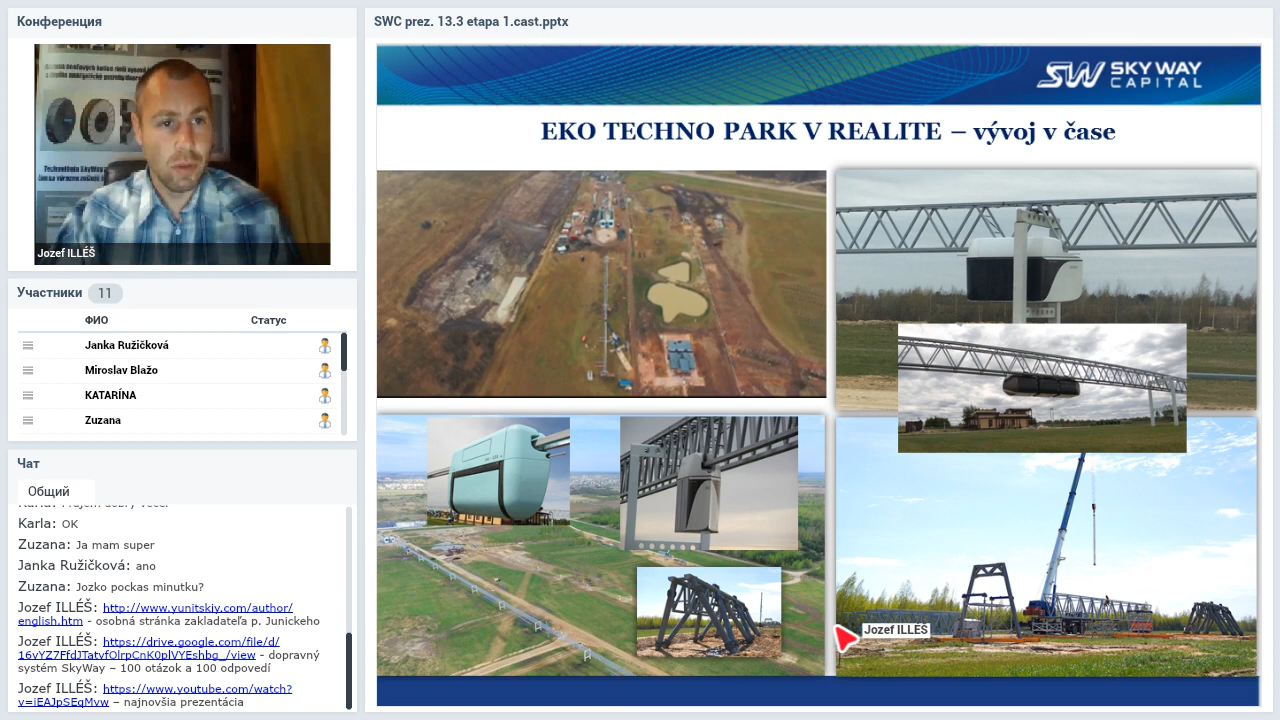 Конференция
Jozef ILLÉŠ
Участники 11
ФИО Статус
Janka Ružičková
Miroslav Blažo
KATARÍNA
Zuzana
Чат
Общий
Karla: OK
Zuzana: Ja mam super
Janka Ružičková: ano
Zuzana: Jozko pockas minutku?
Jozef ILLÉŠ: http://www.yunitskiy.com/author/
english.htm - osobná stránka zakladateľa p. Junickeho
Jozef ILLÉŠ: https://drive.google.com/file/d/
16vYZ7FfdJTatvfOlrpCnK0plVYEshbg_/view - dopravný
systém SkyWay – 100 otázok a 100 odpovedí
Jozef ILLÉŠ: https://www.youtube.com/watch?
v=iEAJpSEqMvw – najnovšia prezentácia
SWC prez. 13.3 etapa 1.cast.pptx
SW SKY WAY
CAPITAL
EKO TECHNO PARK V REALITE – vývoj v čase
Jozef ILLÉŠ